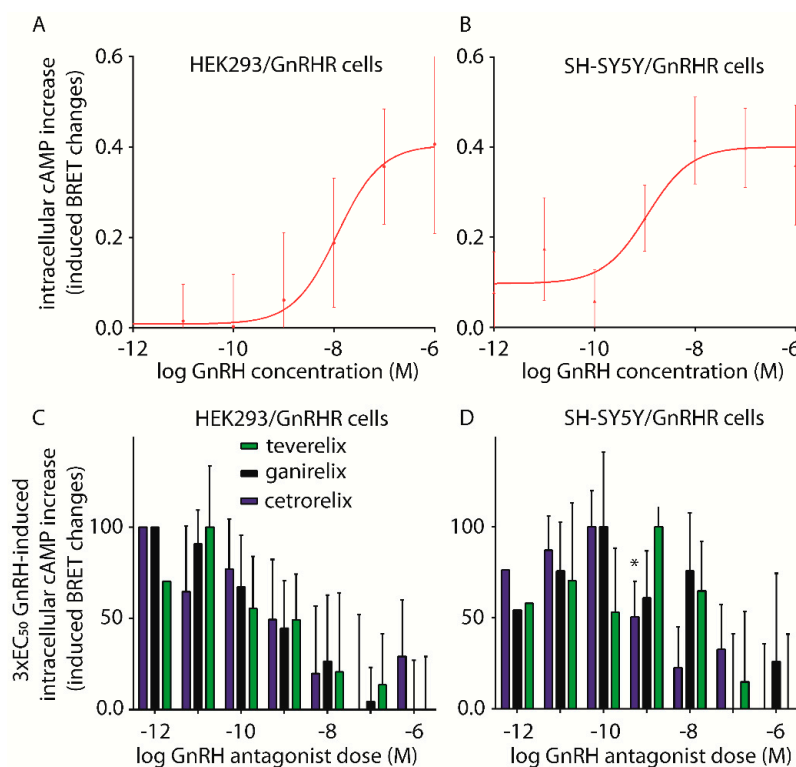 A
B
HEK293/GnRHR cells
SH-SY5Y/GnRHR cells
intracellular cAMP increase
(induced BRET changes)
0.6
0.4
0.2
0.0
-12
-10
-8
-6
log GnRH concentration (M)
0.6
0.4
0.2
0.0
-12
-10
-8
-6
log GnRH concentration (M)
C
HEK293/GnRHR cells
D
SH-SY5Y/GnRHR cells
teverelix
ganirelix
cetrorelix
3xEC50 GnRH-induced
intracellular cAMP increase
(induced BRET changes)
100
50
0.0
-12
-10
-8
-6
log GnRH antagonist dose (M)
100
50
0.0
*
-12
-10
-8
-6
log GnRH antagonist dose (M)